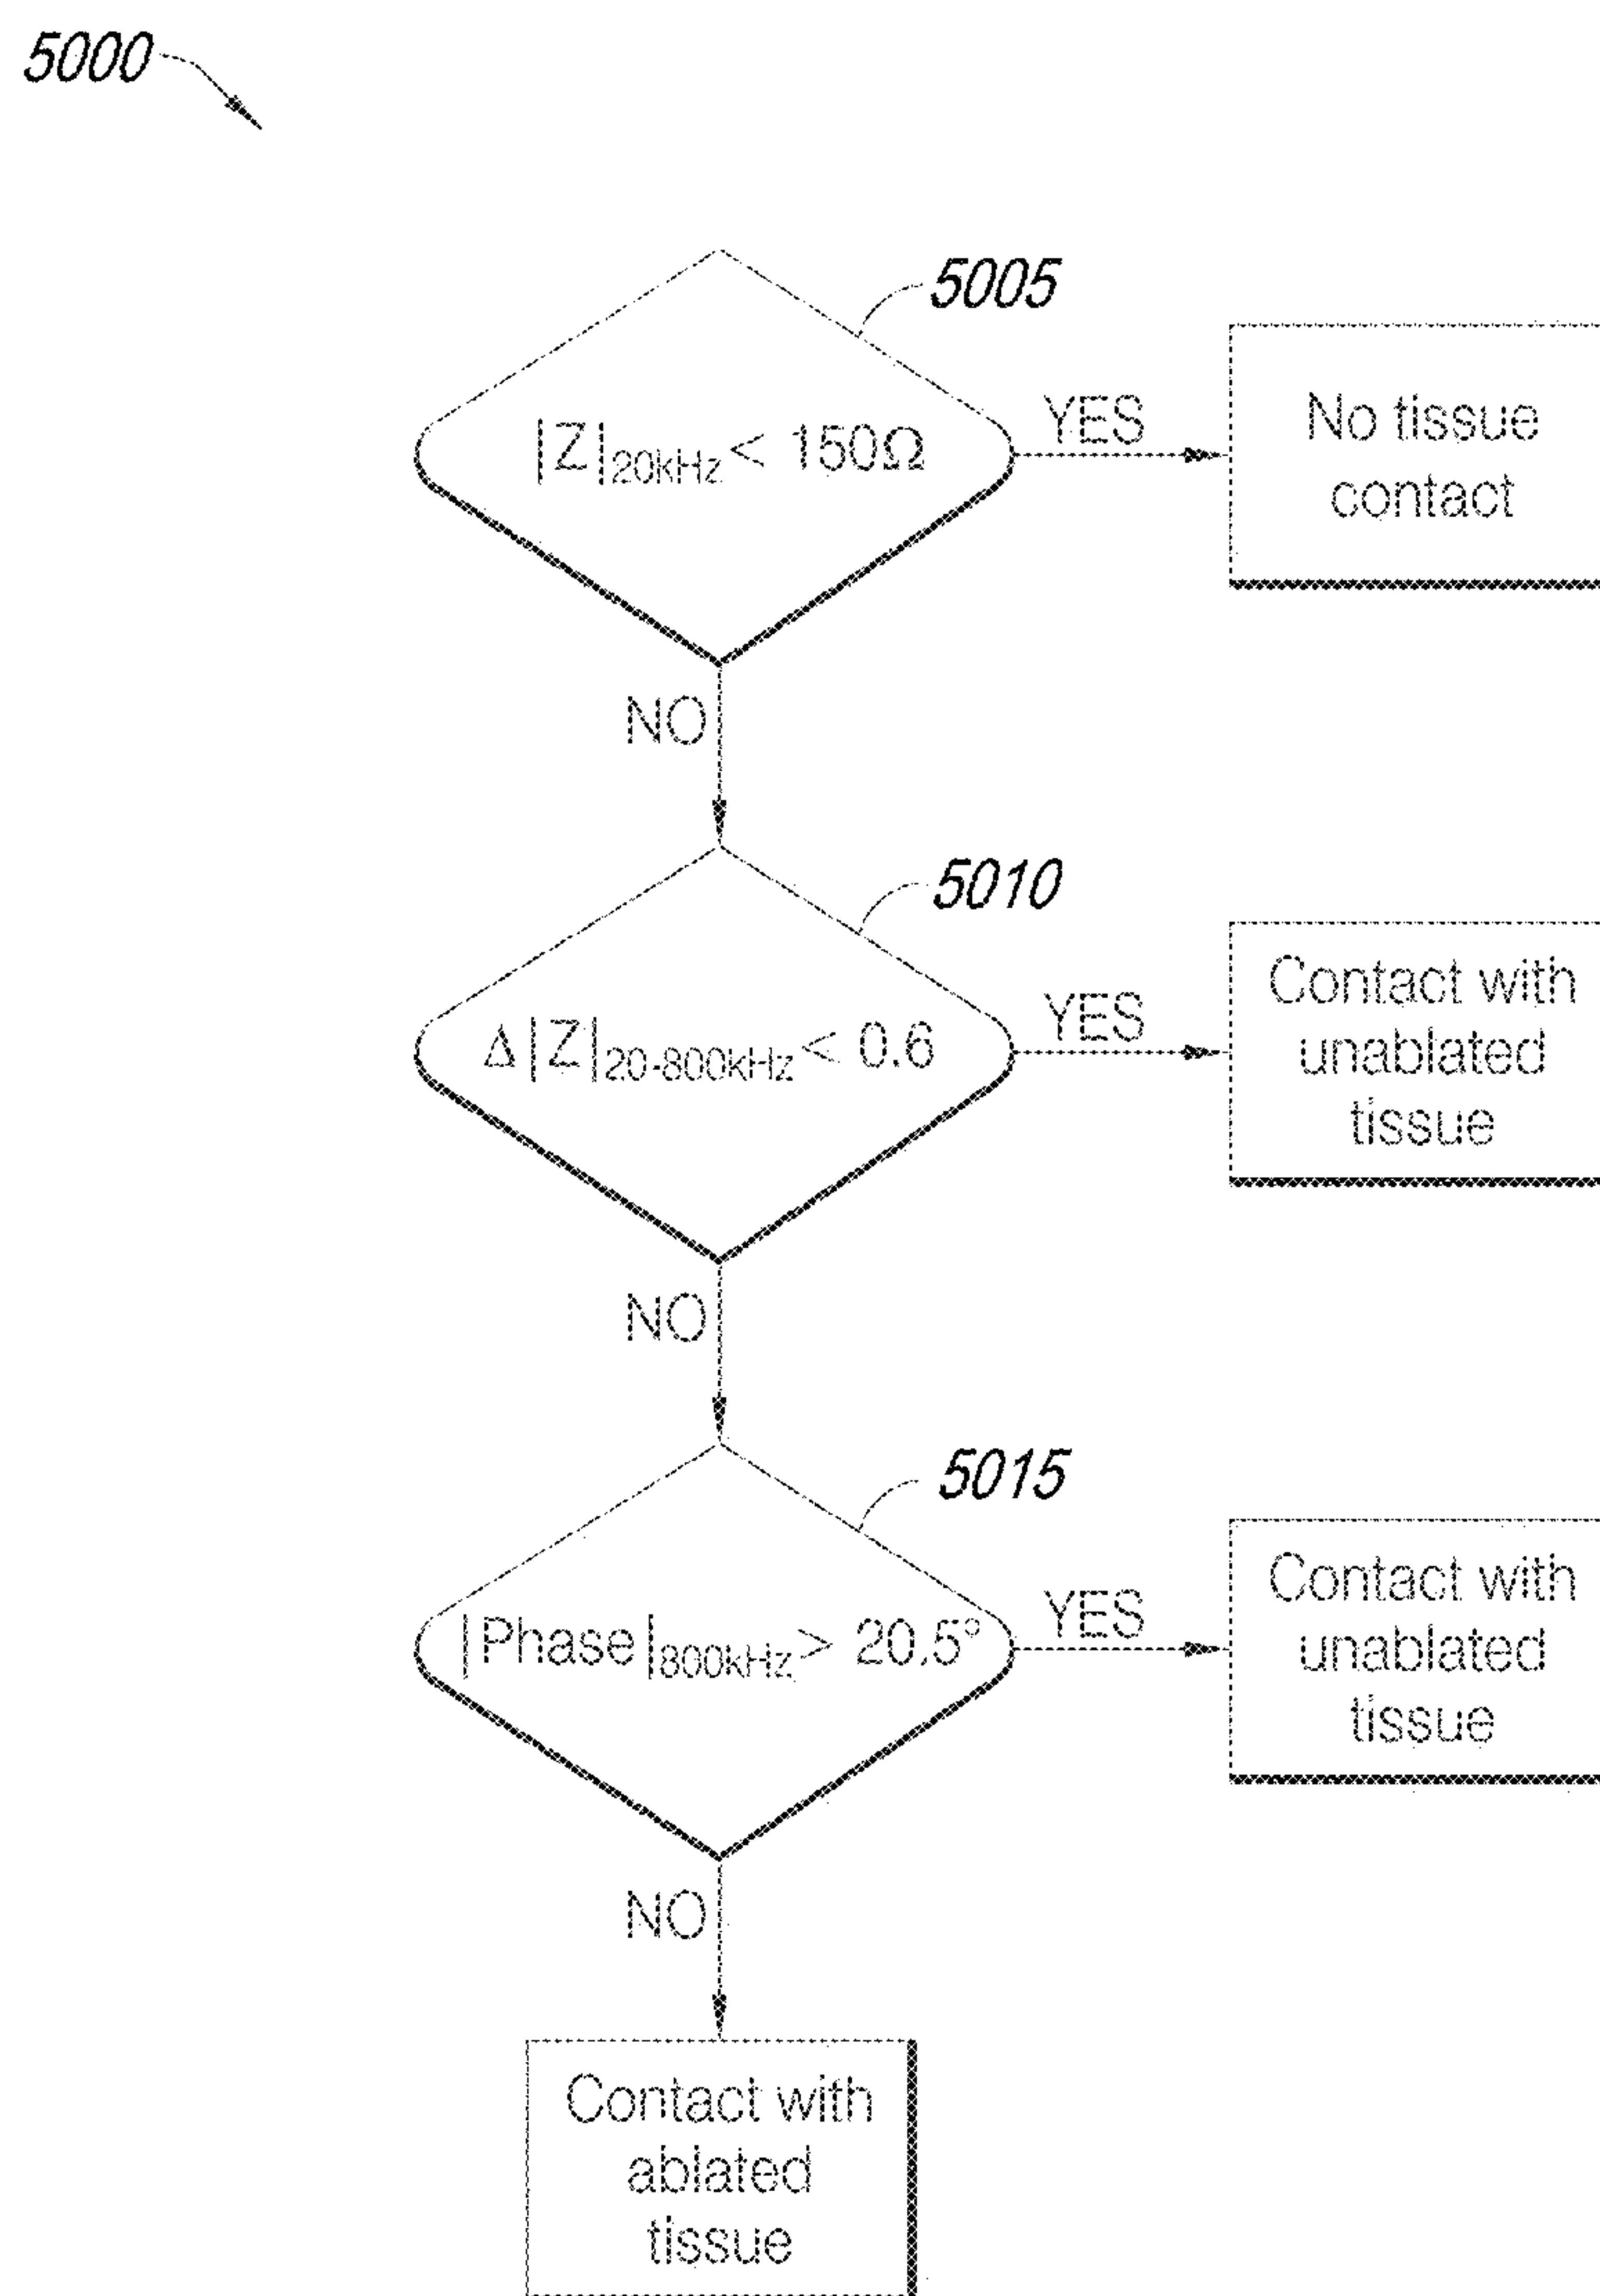 5000
5005
|Z|20kHz < 150Ω
YES
No tissue
contact
NO
5010
Δ|Z|20-800kHz < 0.6
YES
Contact with
unablated
tissue
NO
5015
|Phase|800kHz > 20.5°
YES
Contact with
unablated
tissue
NO
Contact with
ablated
tissue